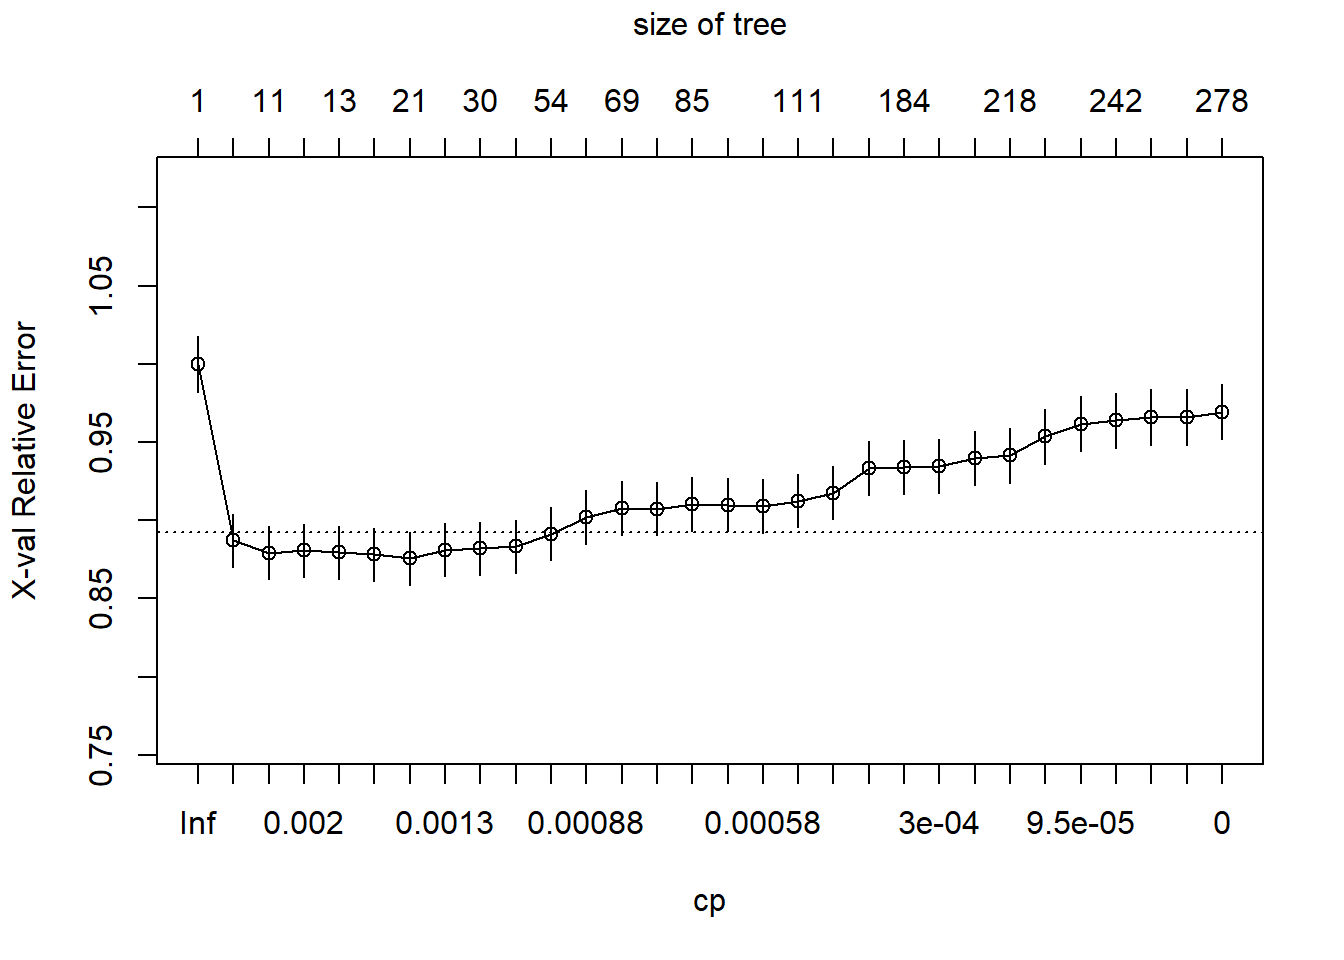 size of tree
1 11 13 21 30 54 69 85 111 184 218 242 278
X-val Relative Error
1.05
0.95
0.85
0.75
Inf 0.002 0.0013 0.00088 0.00058 3e-04 9.5e-05 0
cp